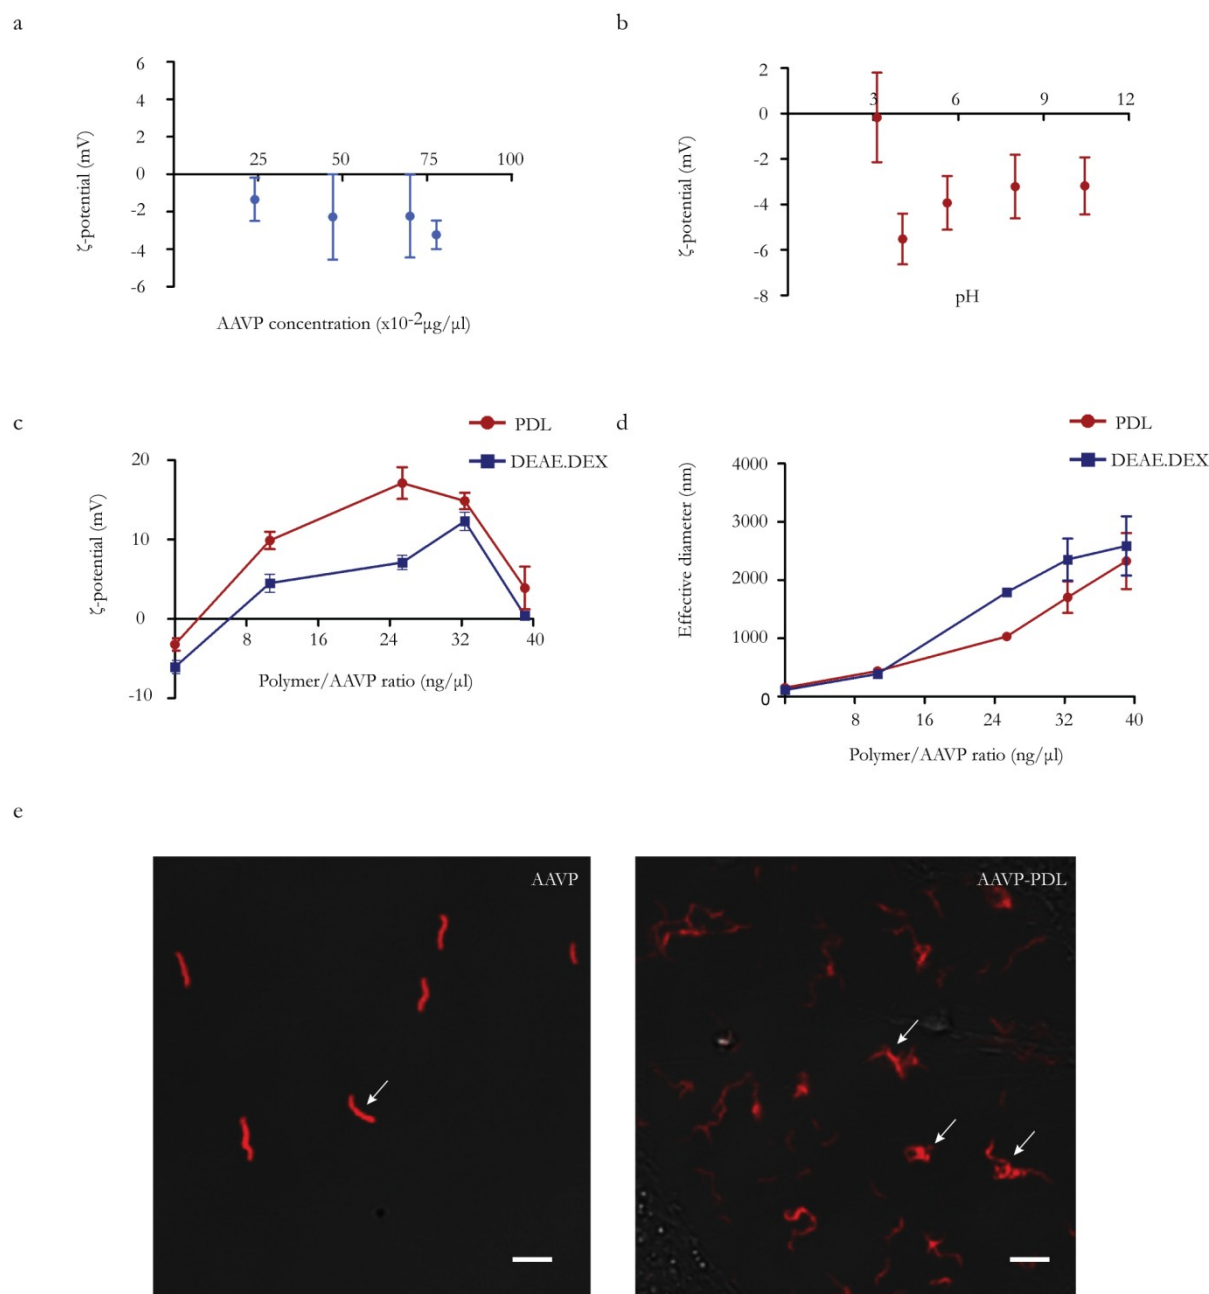 a
6
4
2
0
-2
-4
-6
25
50
75
100
ζ-potential (mV)
AAVP concentration (x10-2µg/µl)
b
2
0
-2
-4
-6
-8
3
6
9
12
ζ-potential (mV)
pH
c
PDL
DEAE.DEX
20
10
0
-10
8
16
24
32
40
ζ-potential (mV)
Polymer/AAVP ratio (ng/µl)
d
PDL
DEAE.DEX
4000
3000
2000
1000
0
8
16
24
32
40
Effective diameter (nm)
Polymer/AAVP ratio (ng/µl)
e
AAVP
AAVP-PDL